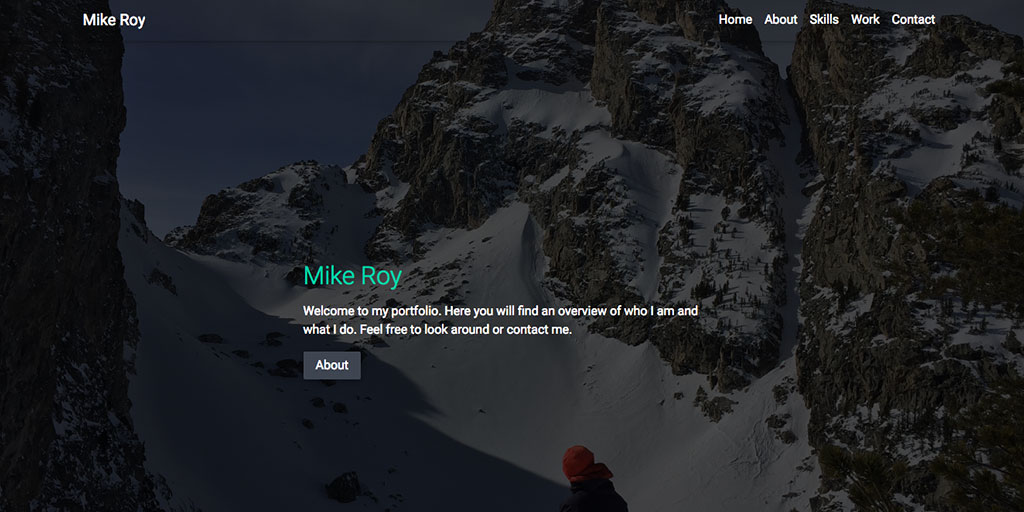 Mike Roy
Home About Skills Work Contact
Mike Roy
Welcome to my portfolio. Here you will find an overview of who I am and
what I do. Feel free to look around or contact me.
About